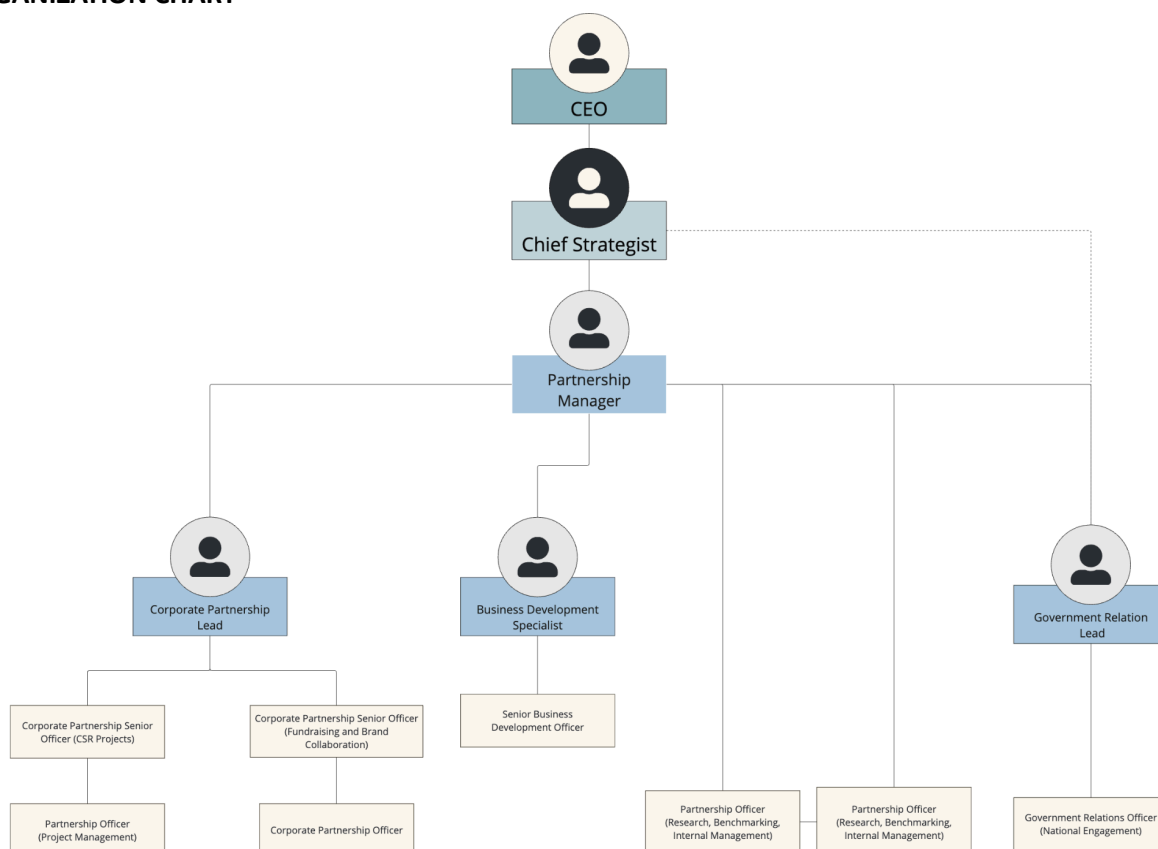 CEO
Chief Strategist
Partnership
Manager
Corporate Partnership
Lead
Business Development
Specialist
Government Relation
Lead
Corporate Partnership Senior
Officer (CSR Projects)
Corporate Partnership Senior Officer
(Fundraising and Brand
Collaboration)
Senior Business
Development Officer
Partnership Officer
(Project Management)
Corporate Partnership Officer
Partnership Officer
(Research, Benchmarking,
Internal Management)
Partnership Officer
(Research, Benchmarking,
Internal Management)
Government Relations Officer
(National Engagement)